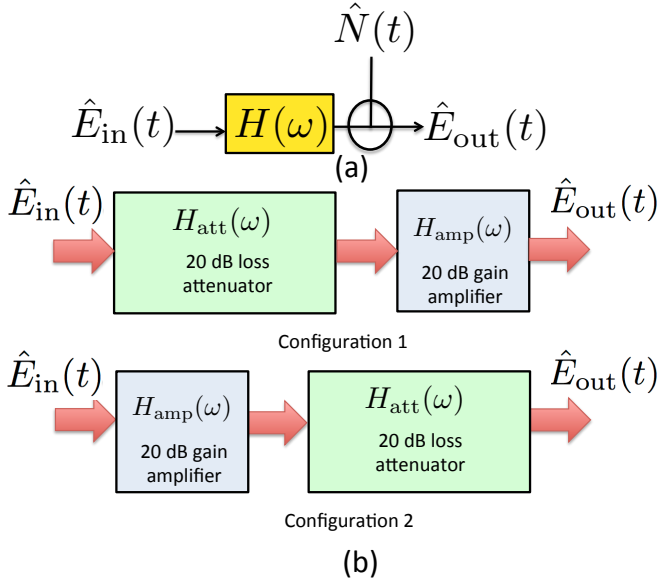 N̂(t)
Ê_in(t)
H(ω)
Ê_out(t)
(a)
Ê_in(t)
H_att(ω)
20 dB loss
attenuator
H_amp(ω)
20 dB gain
amplifier
Ê_out(t)
Configuration 1
Ê_in(t)
H_amp(ω)
20 dB gain
amplifier
H_att(ω)
20 dB loss
attenuator
Ê_out(t)
Configuration 2
(b)